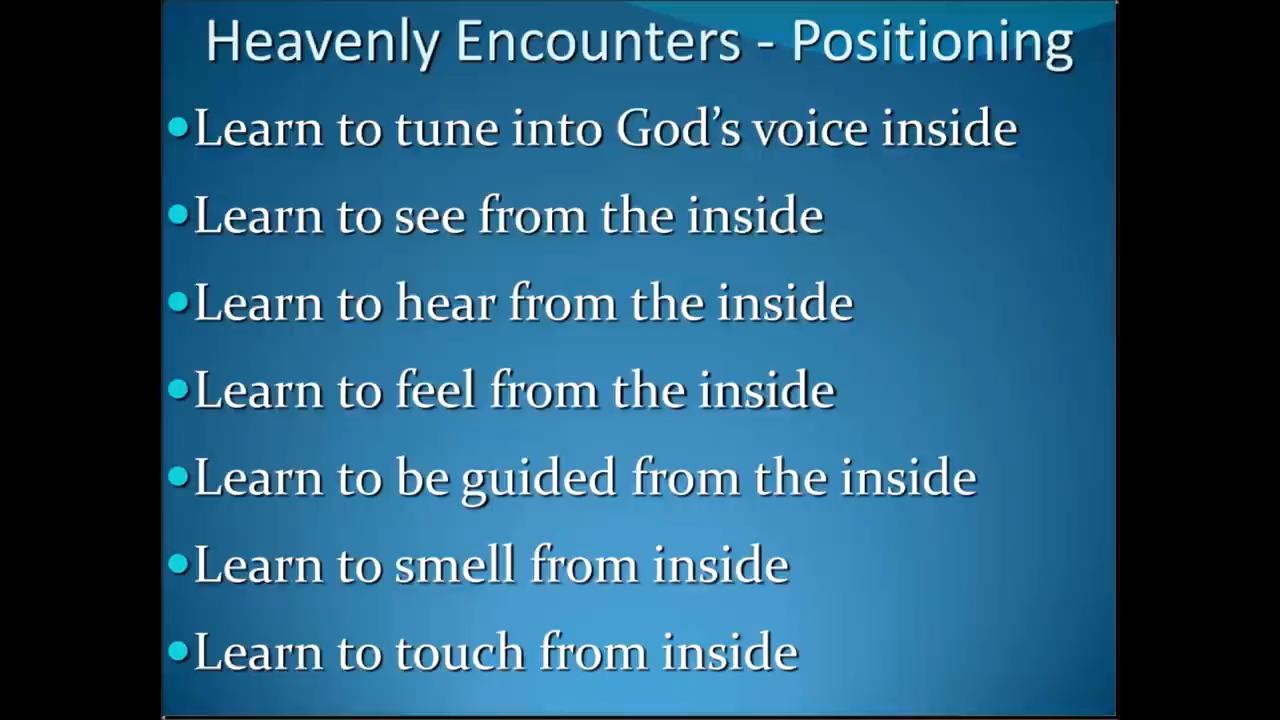 Heavenly Encounters - Positioning
•Learn to tune into God’s voice inside
•Learn to see from the inside
•Learn to hear from the inside
•Learn to feel from the inside
•Learn to be guided from the inside
•Learn to smell from inside
•Learn to touch from inside